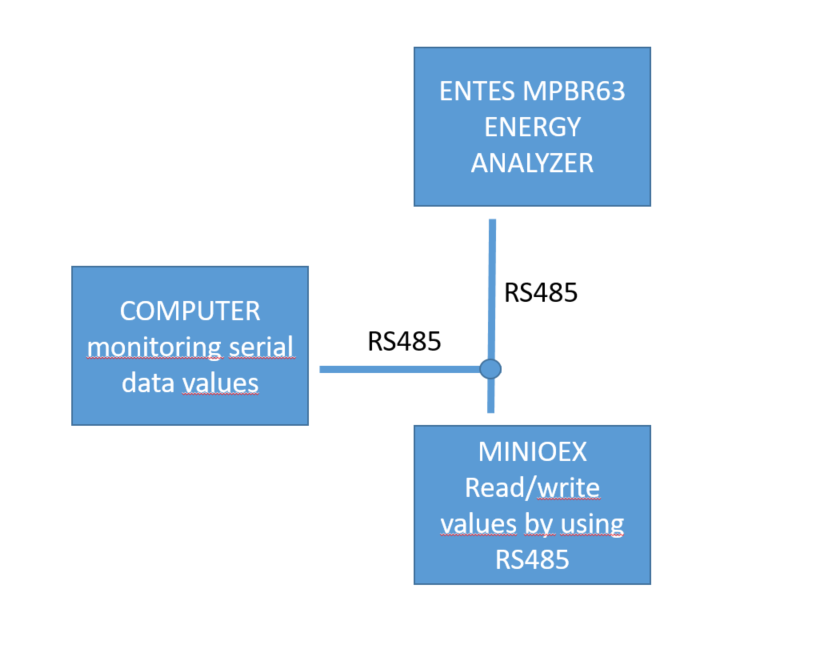 ENTES MPBR63
ENERGY
ANALYZER
RS485
COMPUTER
monitoring serial
data values
RS485
MINIOEX
Read/write
values by using
RS485